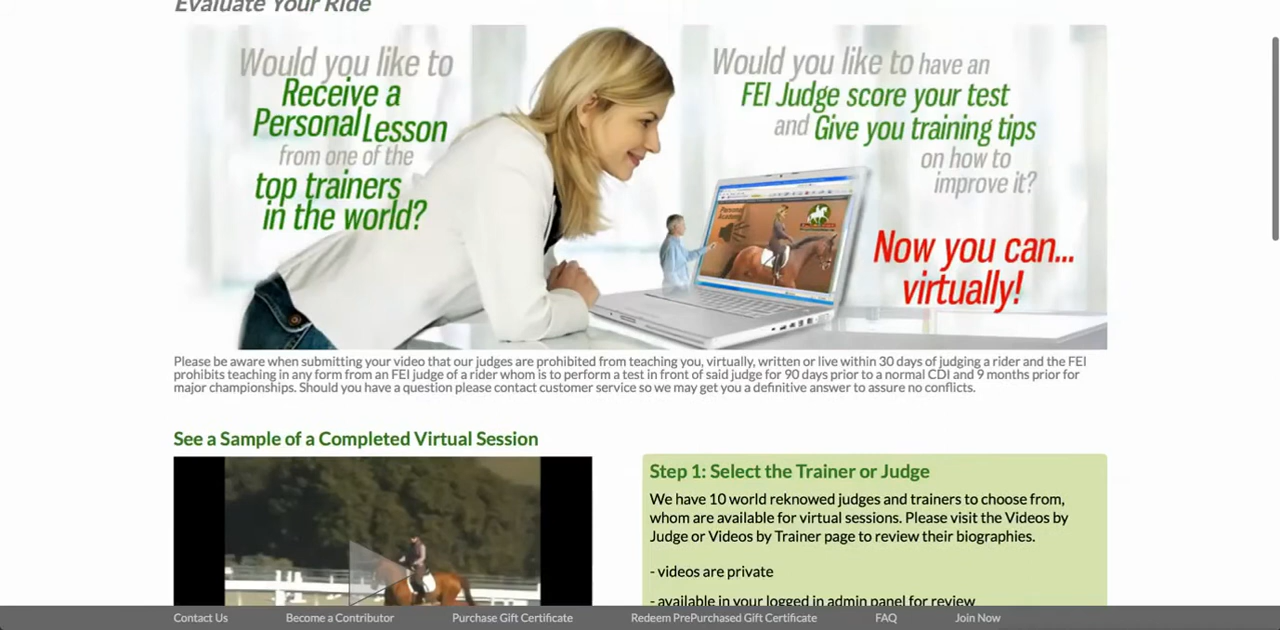 Evaluate Your Ride
Would you like to
Receive a
Personal Lesson
from one of the
top trainers
in the world?
Would you like to have an
FEI Judge score your test
and Give you training tips
on how to
improve it?
Personal
Academy
Now you can...
virtually!
Please be aware when submitting your video that our judges are prohibited from teaching you, virtually, written or live within 30 days of judging a rider and the FEI
prohibits teaching in any form from an FEI judge of a rider whom is to perform a test in front of said judge for 90 days prior to a normal CDI and 9 months prior for
major championships. Should you have a question please contact customer service so we may get you a definitive answer to assure no conflicts.
See a Sample of a Completed Virtual Session
Step 1: Select the Trainer or Judge
We have 10 world reknowed judges and trainers to choose from,
whom are available for virtual sessions. Please visit the Videos by
Judge or Videos by Trainer page to review their biographies.
- videos are private
- available in your logged in admin panel for review
Contact Us Become a Contributor Purchase Gift Certificate Redeem PrePurchased Gift Certificate FAQ Join Now